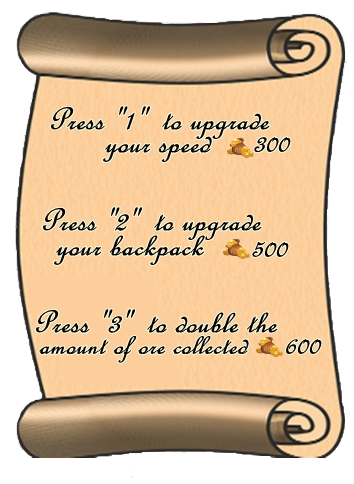 Press "1" to upgrade
your speed 300
Press "2" to upgrade
your backpack 500
Press "3" to double the
amount of ore collected 600